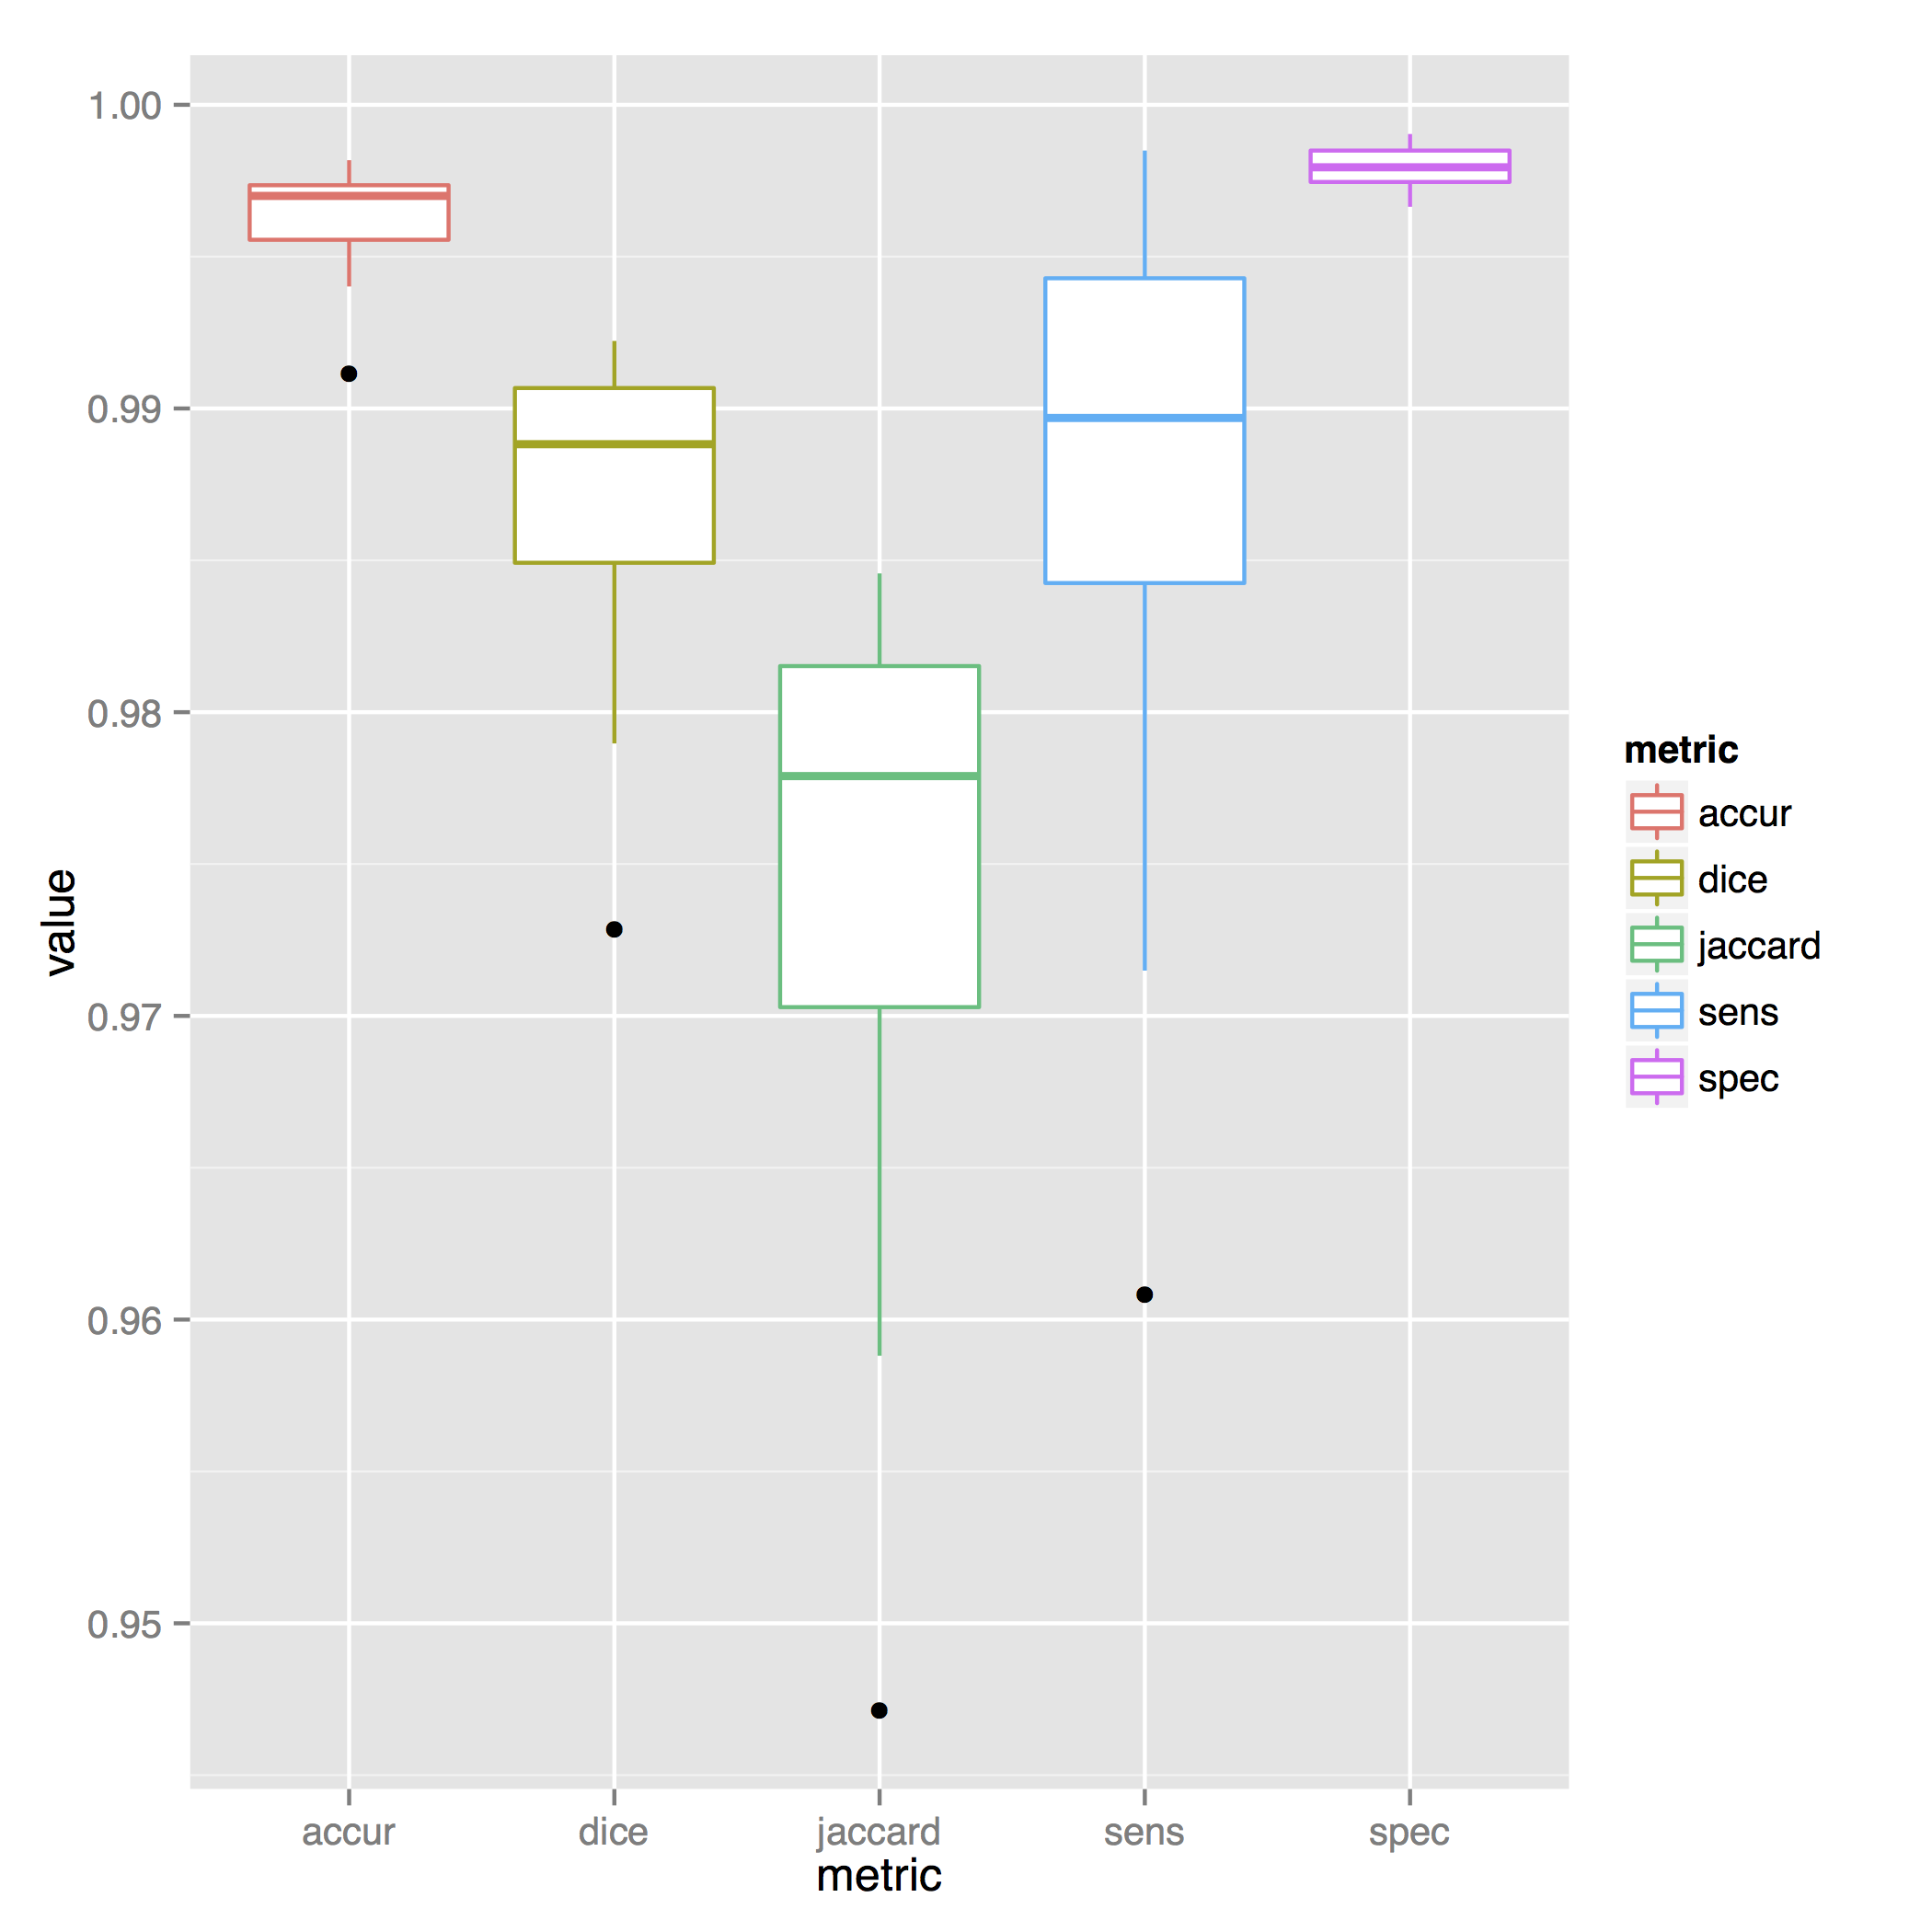 1.00
0.99
0.98
0.97
0.96
0.95
value
accur dice jaccard sens spec
metric
metric
accur
dice
jaccard
sens
spec